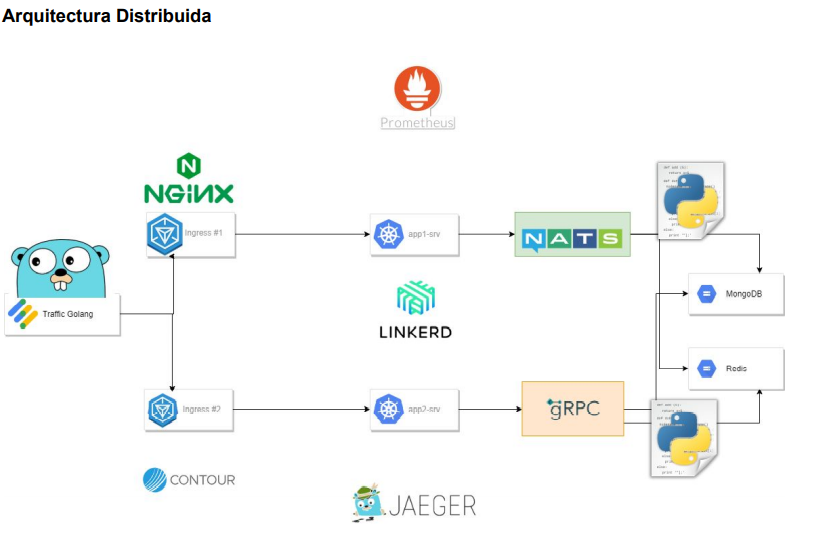 Arquitectura Distribuida
Prometheus
NGINX
Ingress #1
app1-srv
NATS
MongoDB
Traffic Golang
LINKERD
Redis
Ingress #2
app2-srv
gRPC
CONTOUR
JAEGER